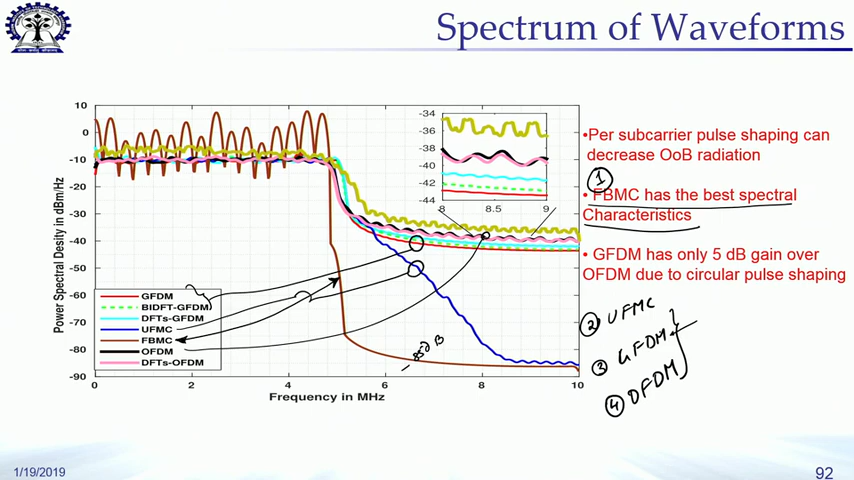 Spectrum of Waveforms
10
0
-10
-20
-30
-40
-50
-60
-70
-80
-90
Power Spectral Desity in dBm/Hz
0
2
4
6
8
10
Frequency in MHz
-34
-36
-38
-40
-42
-44
8
8.5
9
GFDM
BIDFT-GFDM
DFTs-GFDM
UFMC
FBMC
OFDM
DFTs-OFDM
-85dB
•Per subcarrier pulse shaping can
decrease OoB radiation
1
• FBMC has the best spectral
Characteristics
• GFDM has only 5 dB gain over
OFDM due to circular pulse shaping
2 UFMC
3 GFDM
4 OFDM
1/19/2019
92